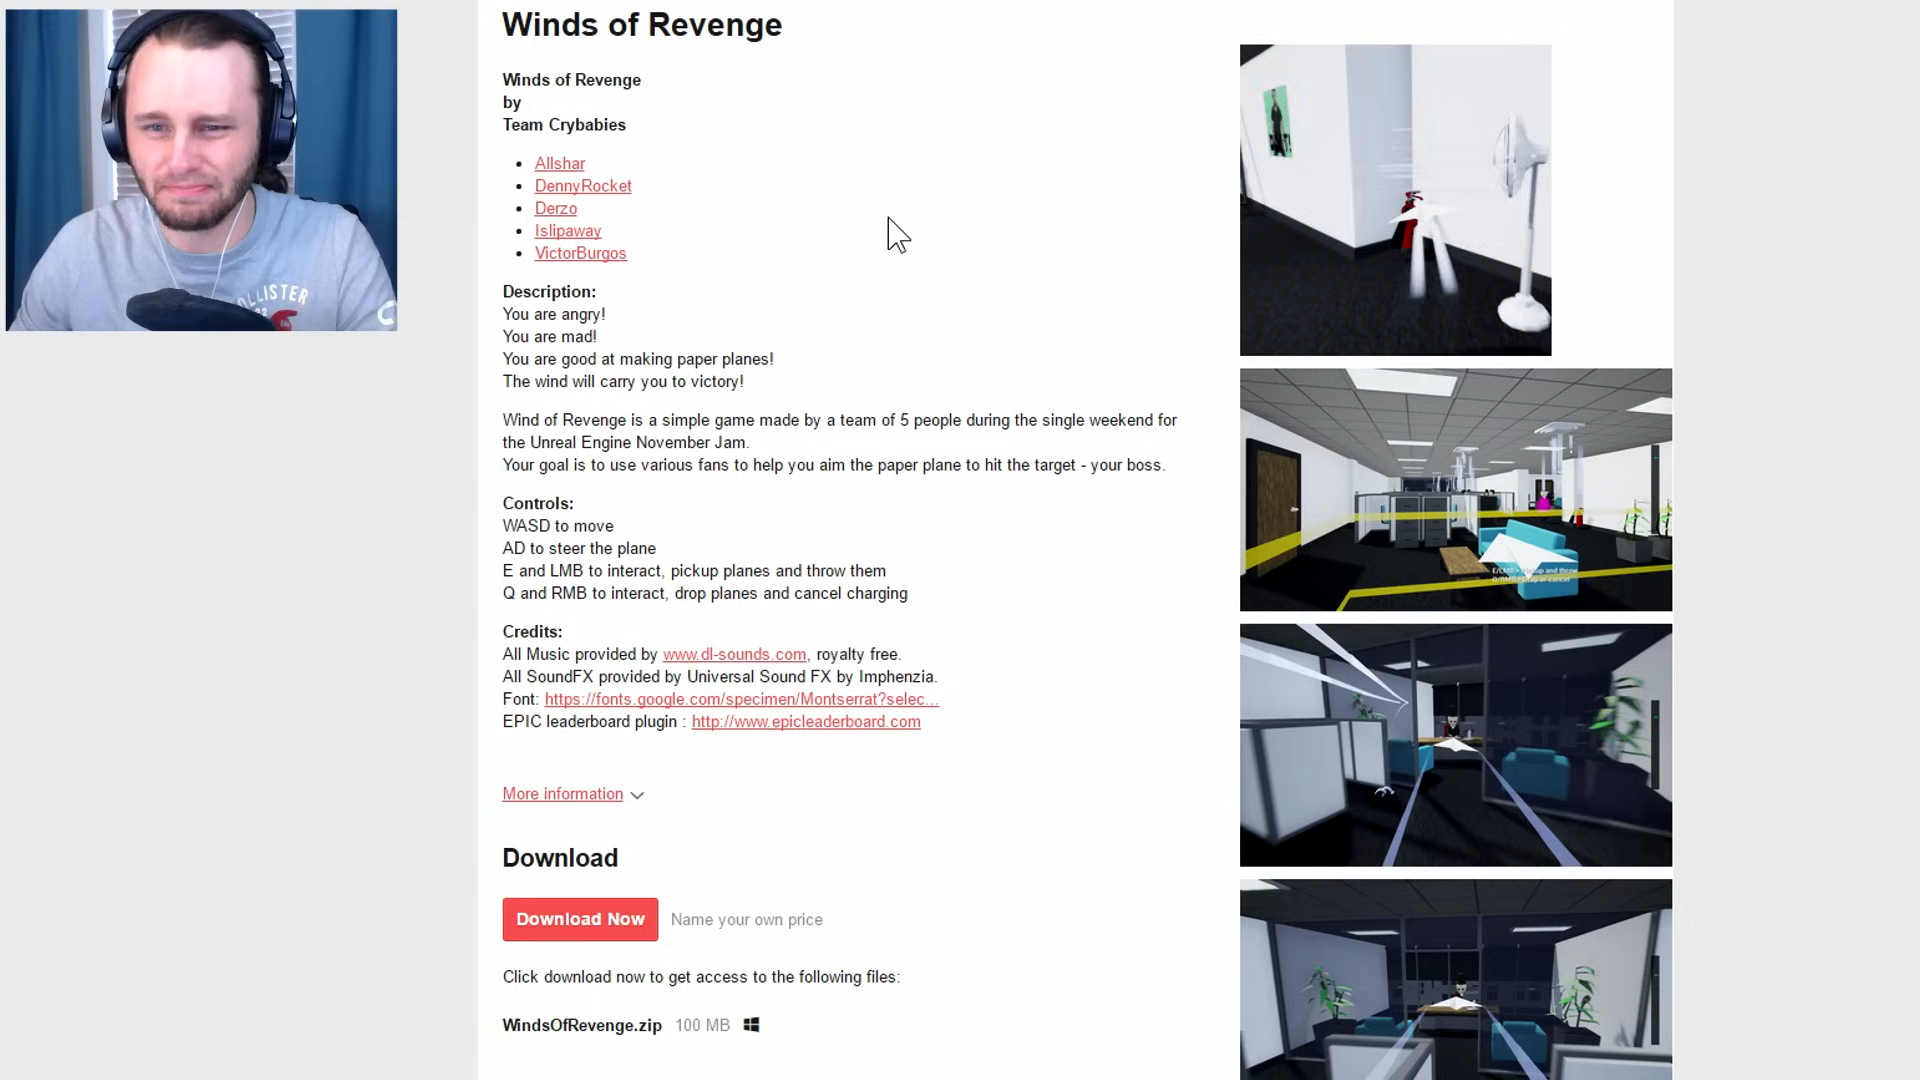 Winds of Revenge
Winds of Revenge
by
Team Crybabies
Allshar
DennyRocket
Derzo
Islipaway
VictorBurgos
Description:
You are angry!
You are mad!
You are good at making paper planes!
The wind will carry you to victory!
Wind of Revenge is a simple game made by a team of 5 people during the single weekend for
the Unreal Engine November Jam.
Your goal is to use various fans to help you aim the paper plane to hit the target - your boss.
Controls:
WASD to move
AD to steer the plane
E and LMB to interact, pickup planes and throw them
Q and RMB to interact, drop planes and cancel charging
Credits:
All Music provided by www.dl-sounds.com, royalty free.
All SoundFX provided by Universal Sound FX by Imphenzia.
Font: https://fonts.google.com/specimen/Montserrat?selec...
EPIC leaderboard plugin : http://www.epicleaderboard.com
More information
Download
Download Now Name your own price
Click download now to get access to the following files:
WindsOfRevenge.zip 100 MB